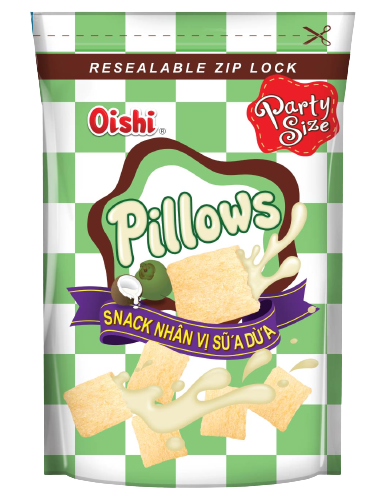 RESEALABLE ZIP LOCK
Oishi®
Party
Size
Pillows
SNACK NHÂN VỊ SỮA DỪA